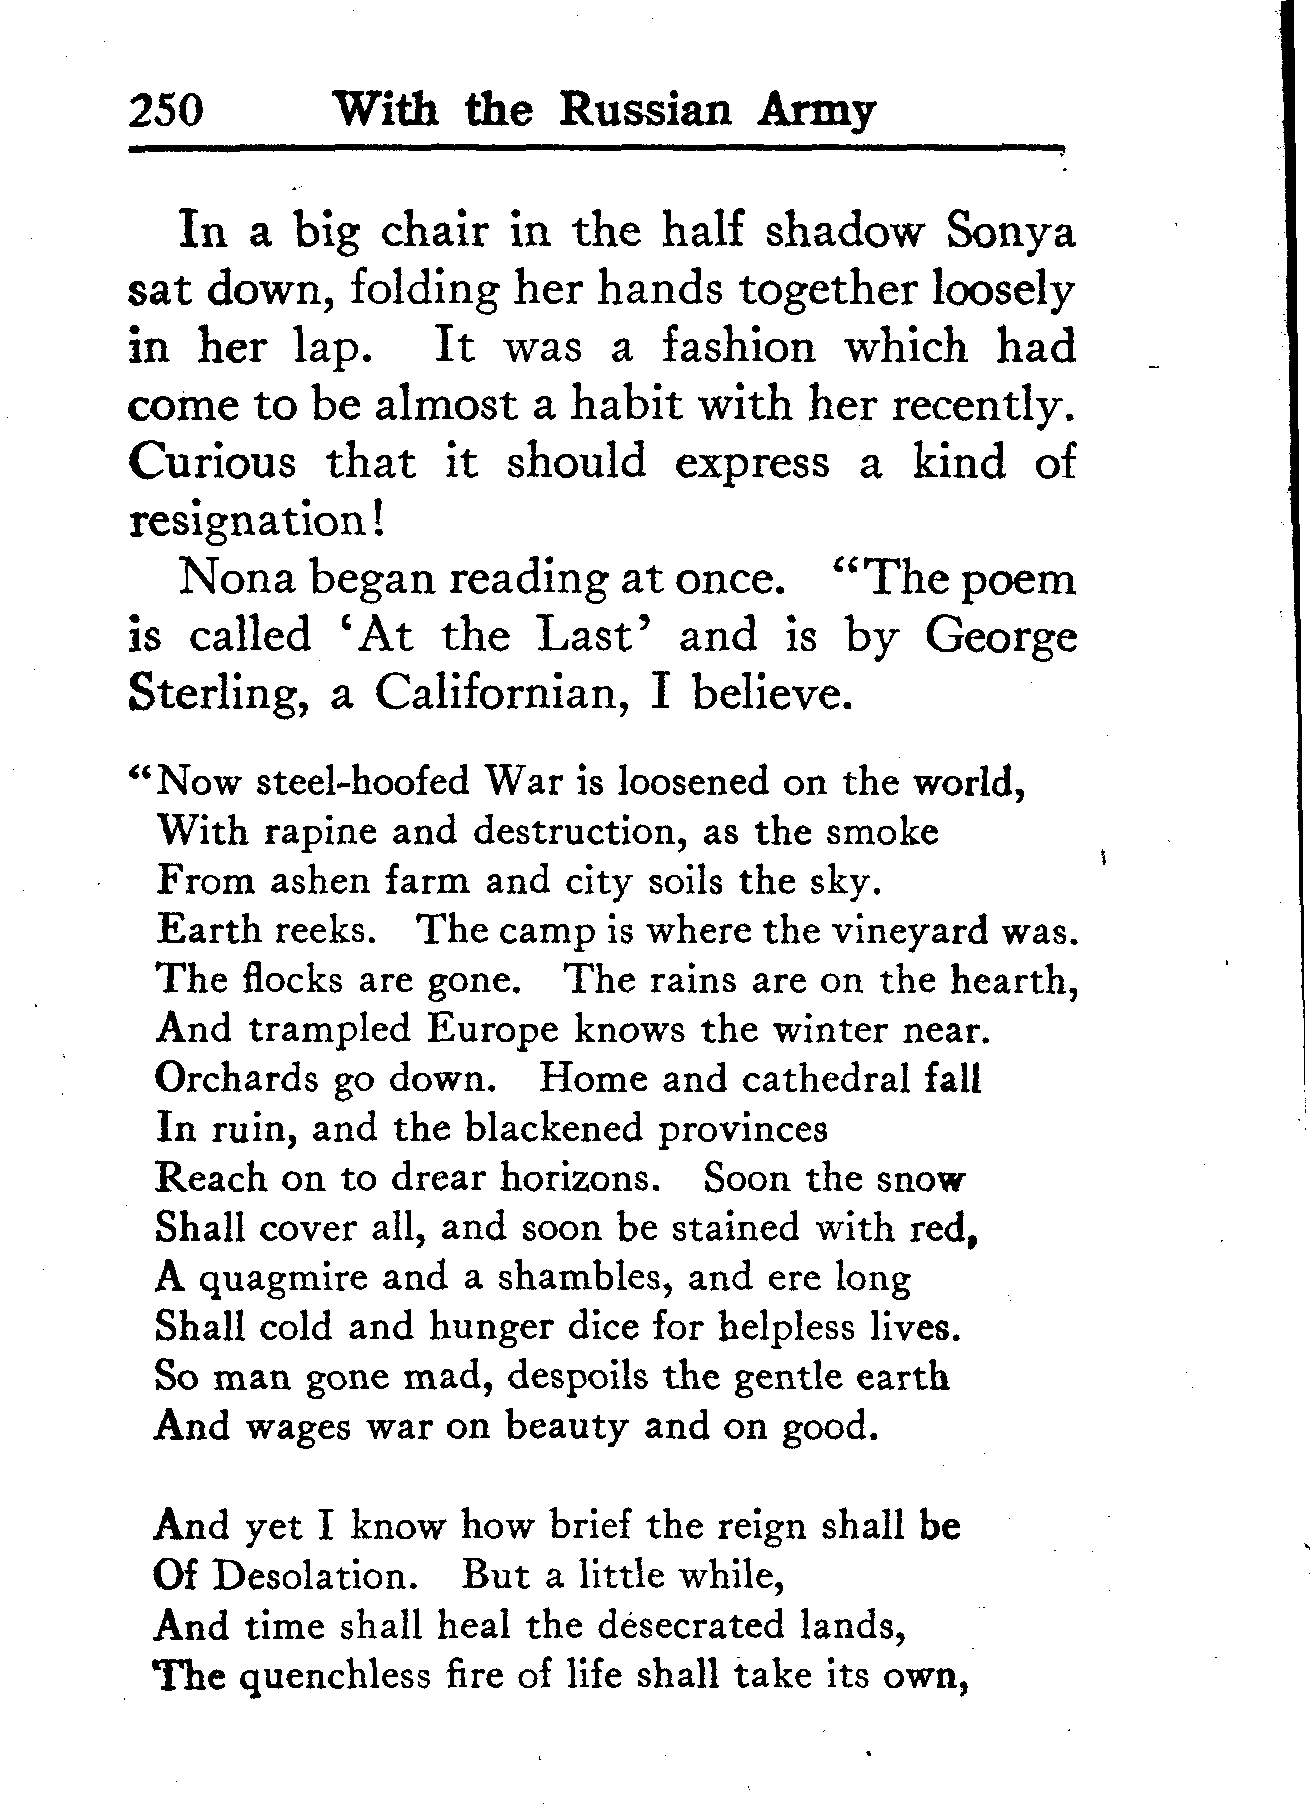 250 With the Russian Army
In a big chair in the half shadow Sonya
sat down, folding her hands together loosely
in her lap. It was a fashion which had
come to be almost a habit with her recently.
Curious that it should express a kind of
resignation!
Nona began reading at once. “The poem
is called ‘At the Last’ and is by George
Sterling, a Californian, I believe.
“Now steel-hoofed War is loosened on the world,
With rapine and destruction, as the smoke
From ashen farm and city soils the sky.
Earth reeks. The camp is where the vineyard was.
The flocks are gone. The rains are on the hearth,
And trampled Europe knows the winter near.
Orchards go down. Home and cathedral fall
In ruin, and the blackened provinces
Reach on to drear horizons. Soon the snow
Shall cover all, and soon be stained with red,
A quagmire and a shambles, and ere long
Shall cold and hunger dice for helpless lives.
So man gone mad, despoils the gentle earth
And wages war on beauty and on good.
And yet I know how brief the reign shall be
Of Desolation. But a little while,
And time shall heal the desecrated lands,
The quenchless fire of life shall take its own,